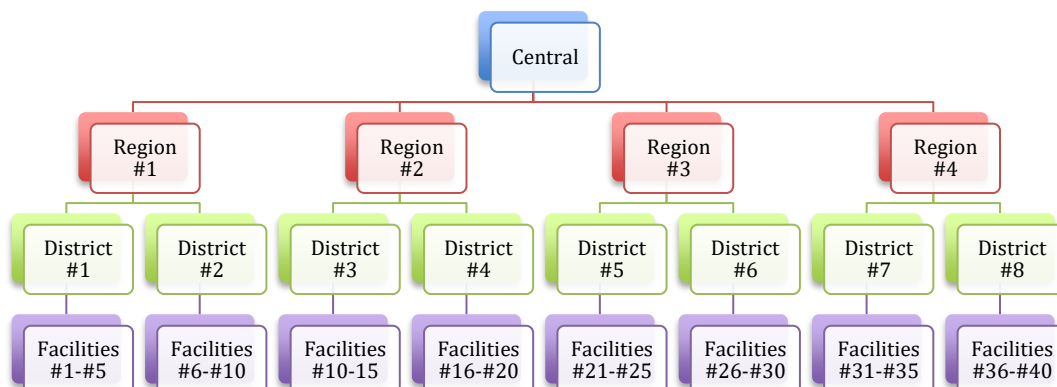 Central
Region
#1
Region
#2
Region
#3
Region
#4
District
#1
District
#2
District
#3
District
#4
District
#5
District
#6
District
#7
District
#8
Facilities
#1-#5
Facilities
#6-#10
Facilities
#10-15
Facilities
#16-#20
Facilities
#21-#25
Facilities
#26-#30
Facilities
#31-#35
Facilities
#36-#40